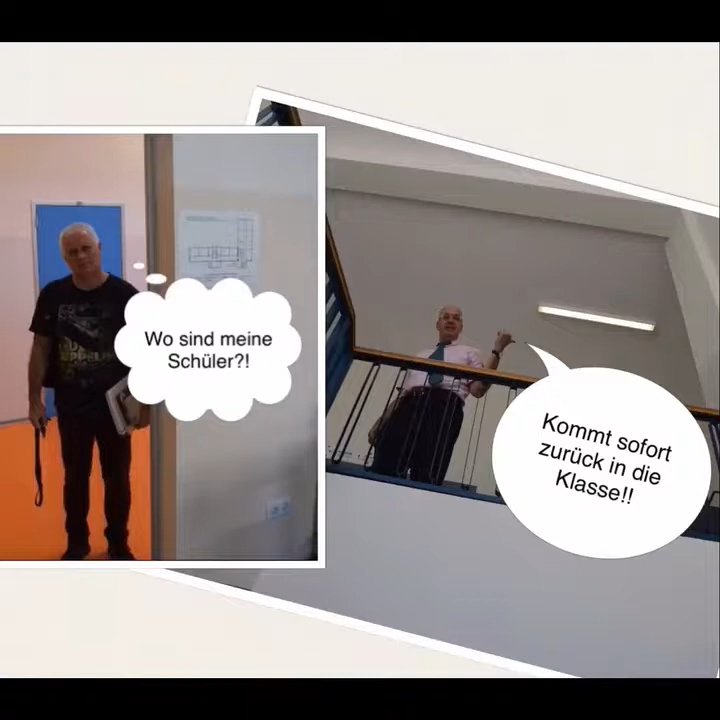 Wo sind meine
Schüler?!
Kommt sofort
zurück in die
Klasse!!